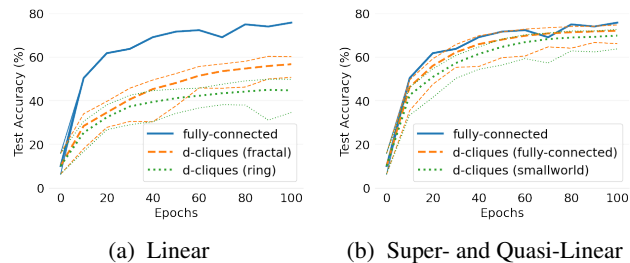 80
60
40
20
0
Test Accuracy (%)
fully-connected
d-cliques (fractal)
d-cliques (ring)
0 20 40 60 80 100
Epochs
(a) Linear
80
60
40
20
0
Test Accuracy (%)
fully-connected
d-cliques (fully-connected)
d-cliques (smallworld)
0 20 40 60 80 100
Epochs
(b) Super- and Quasi-Linear